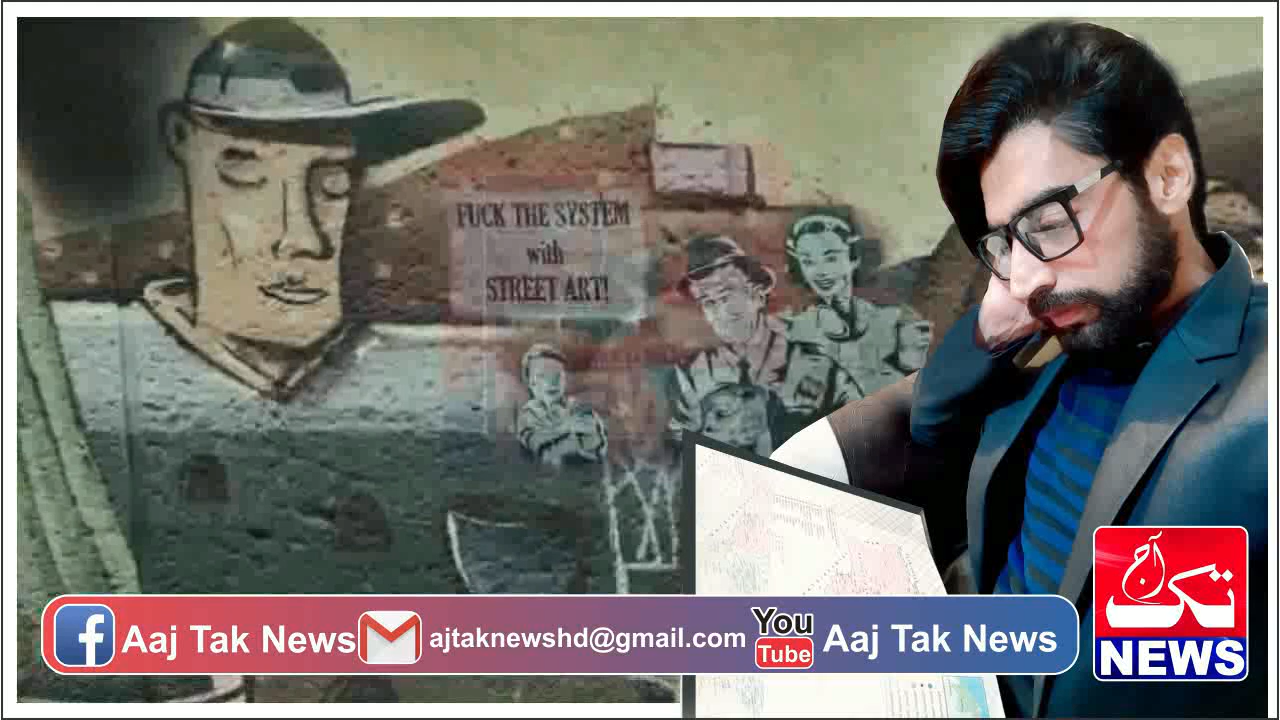 FUCK THE SYSTEM
with
STREET ART!
f Aaj Tak News
ajtaknewshd@gmail.com
You
Tube
Aaj Tak News
آج تک
NEWS